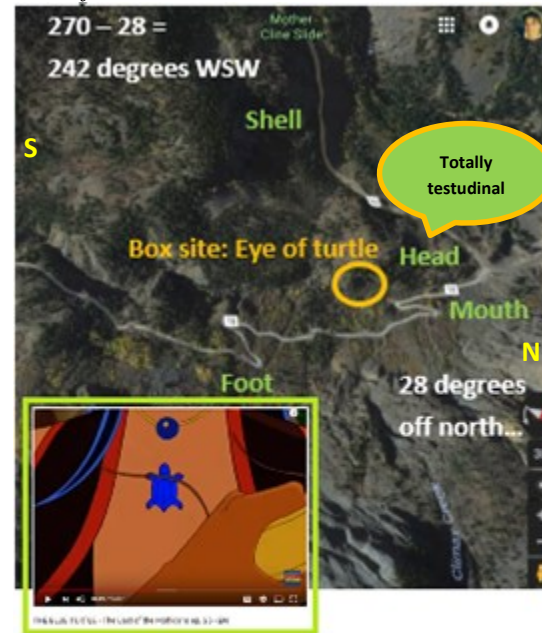 270 – 28 =
242 degrees WSW
Mother
Cline Slide
Shell
S
Totally
testudinal
Box site: Eye of turtle
Head
Mouth
N
Foot
28 degrees
off north...